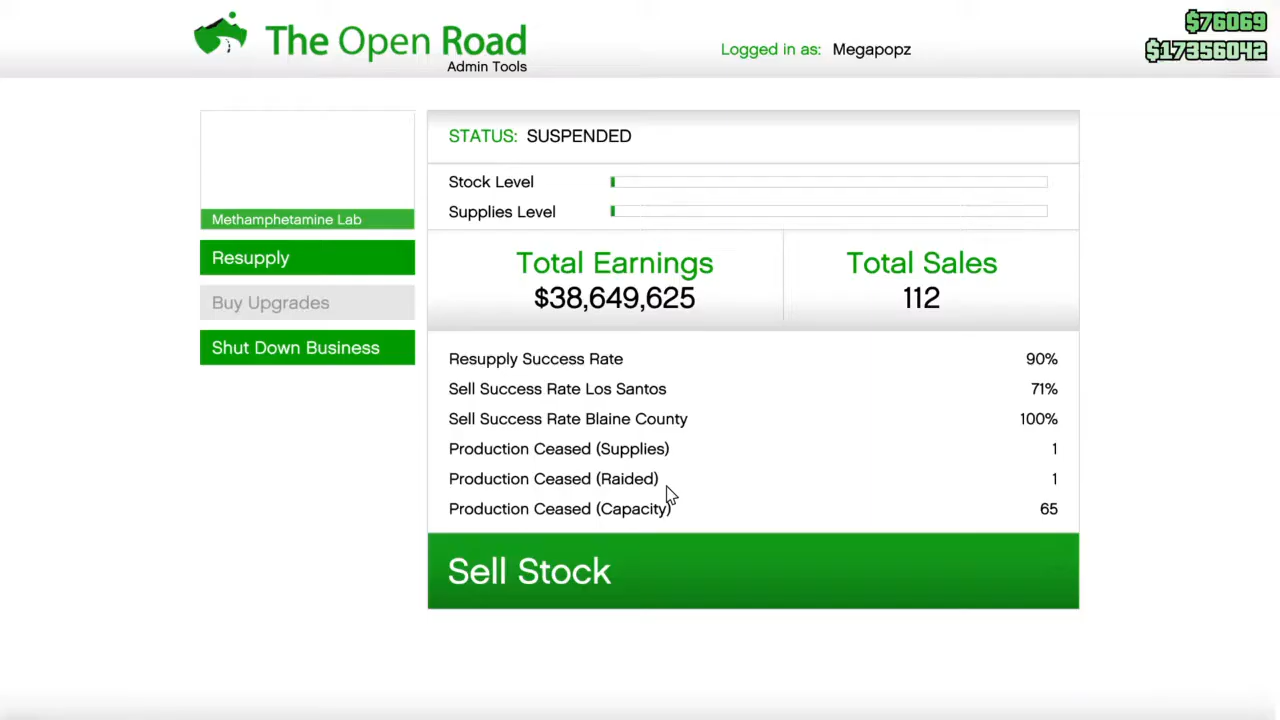 The Open Road
Admin Tools
Logged in as: Megapopz
$76069
$17356042
Methamphetamine Lab
Resupply
Buy Upgrades
Shut Down Business
STATUS: SUSPENDED
Stock Level
Supplies Level
Total Earnings
$38,649,625
Total Sales
112
Resupply Success Rate 90%
Sell Success Rate Los Santos 71%
Sell Success Rate Blaine County 100%
Production Ceased (Supplies) 1
Production Ceased (Raided) 1
Production Ceased (Capacity) 65
Sell Stock